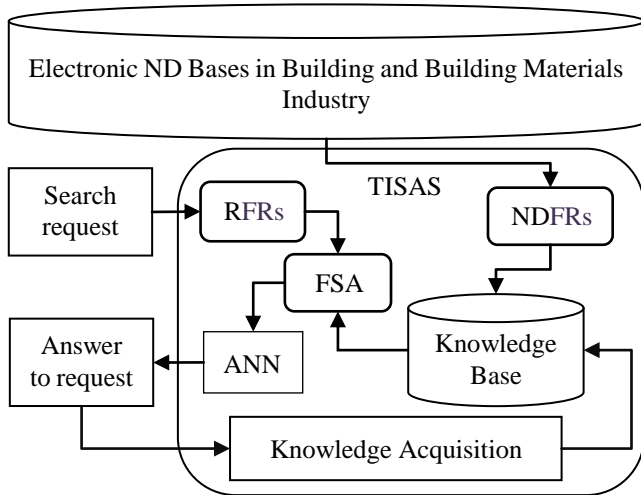 Electronic ND Bases in Building and Building Materials
Industry
TISAS
Search
request
RFRs
NDFRs
FSA
Answer
to request
ANN
Knowledge
Base
Knowledge Acquisition